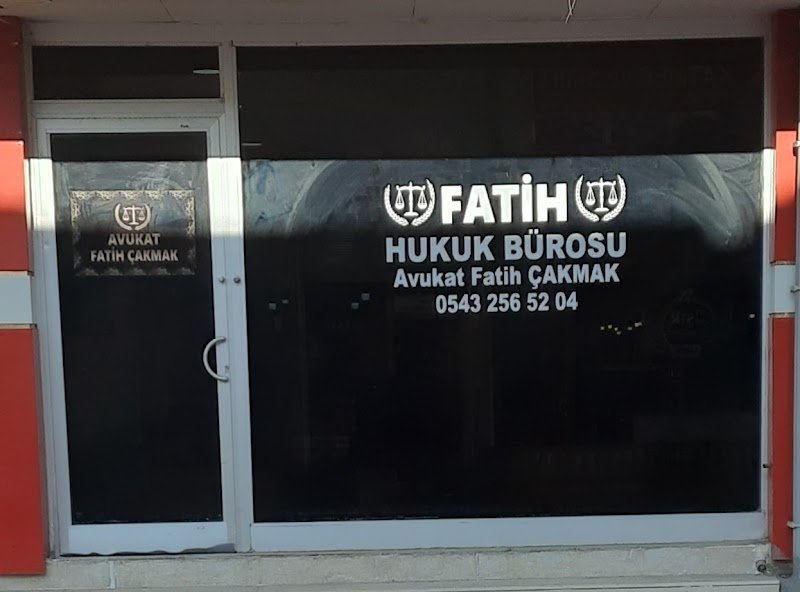 AVUKAT
FATİH ÇAKMAK
FATİH
HUKUK BÜROSU
Avukat Fatih ÇAKMAK
0543 256 52 04